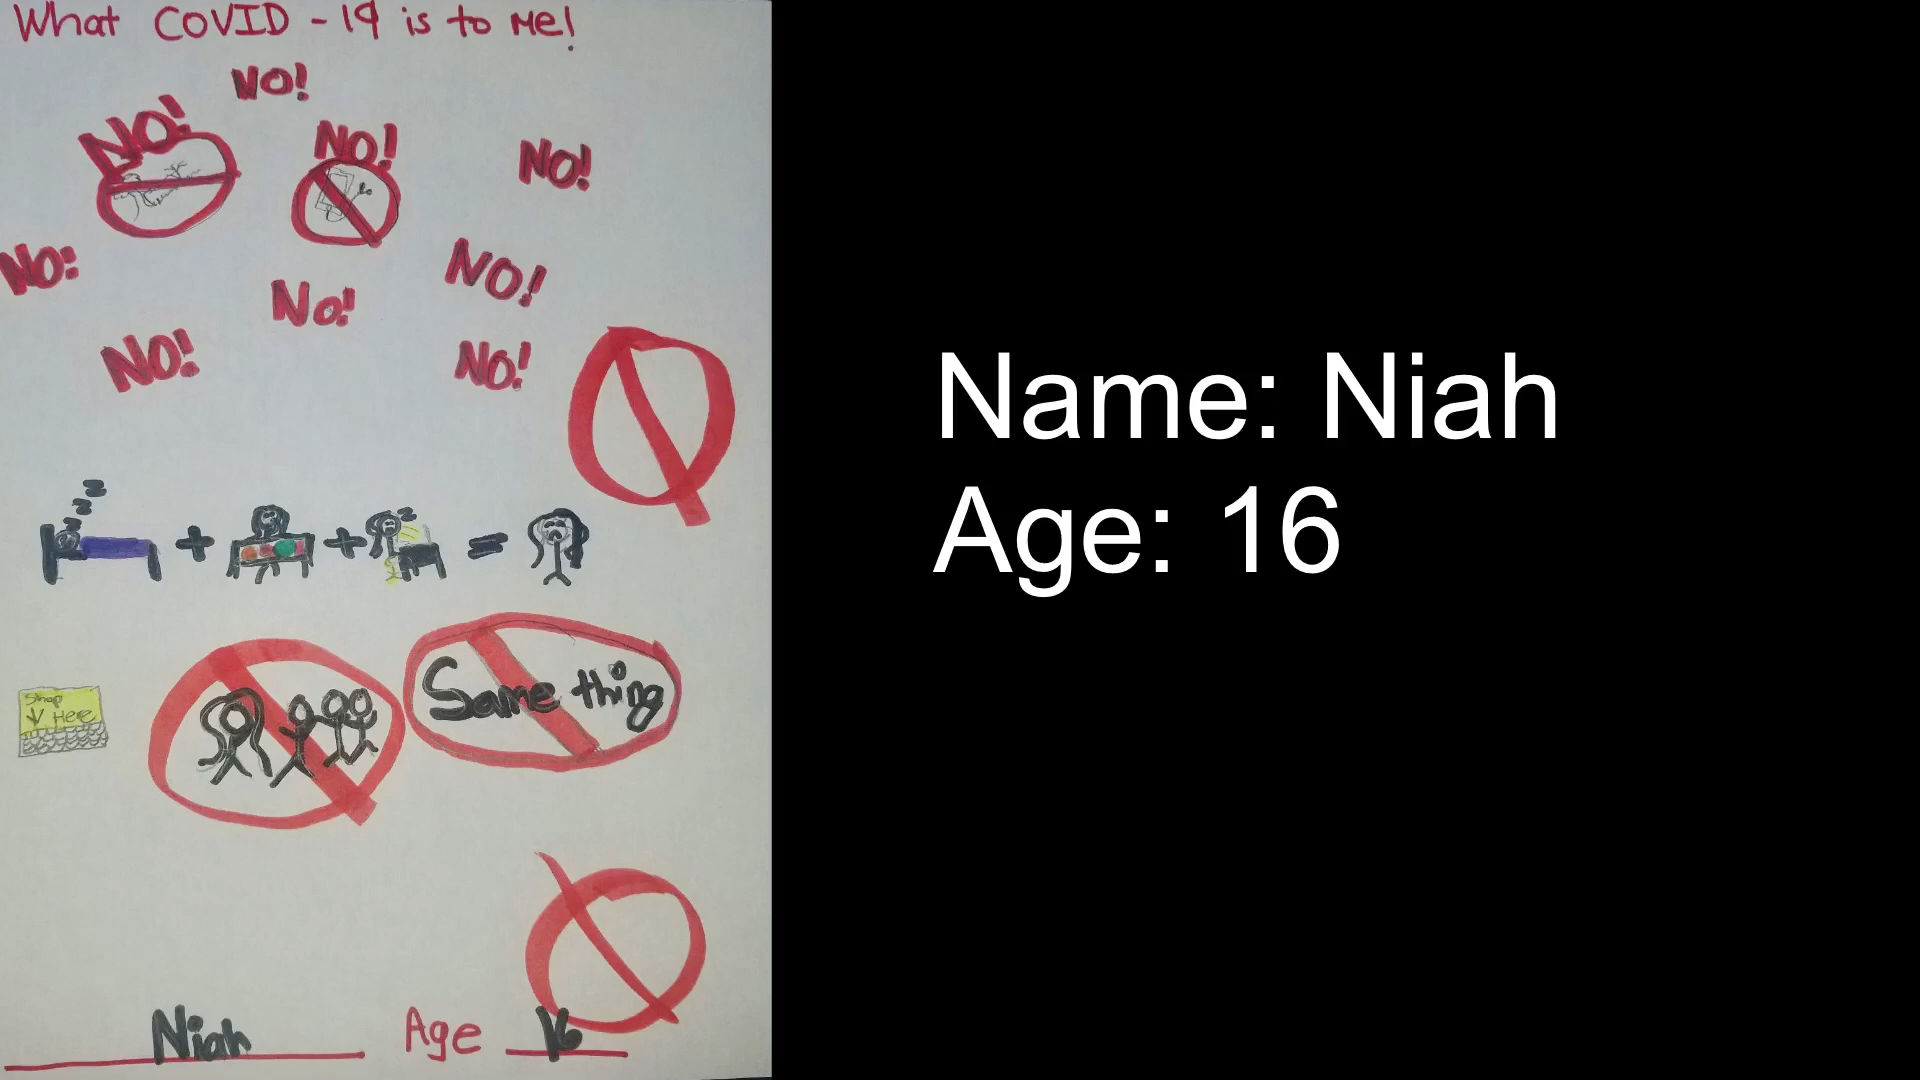 What COVID-19 is to Me!
NO!
NO!
NO!
NO!
NO!
NO!
No!
NO!
NO!
z z z
+ + z =
Same thing
Shop
Here
Niah Age 16
Name: Niah
Age: 16